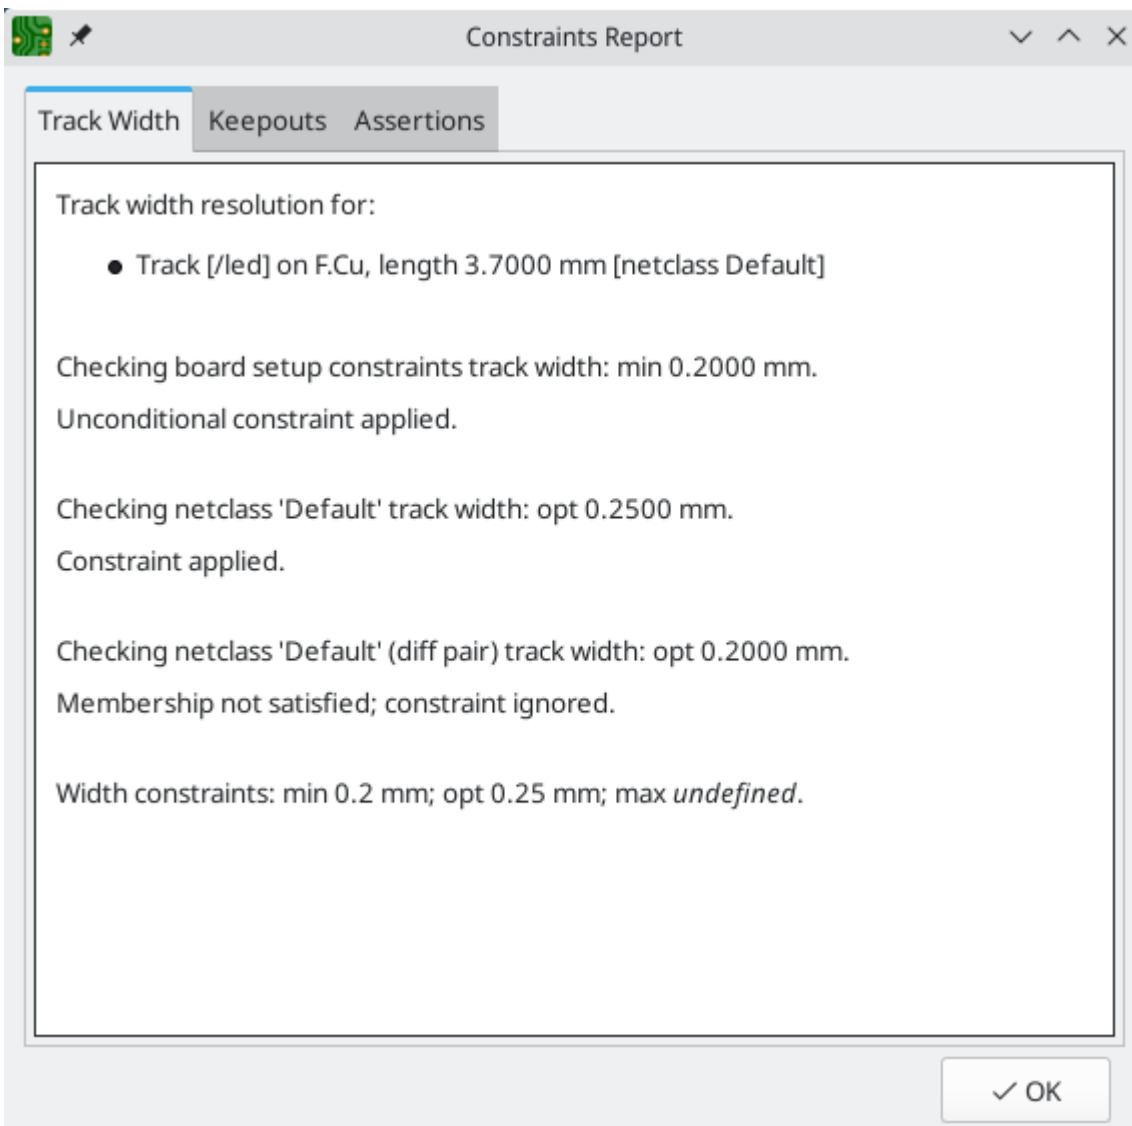 Constraints Report
Track Width Keepouts Assertions
Track width resolution for:
● Track [/led] on F.Cu, length 3.7000 mm [netclass Default]
Checking board setup constraints track width: min 0.2000 mm.
Unconditional constraint applied.
Checking netclass 'Default' track width: opt 0.2500 mm.
Constraint applied.
Checking netclass 'Default' (diff pair) track width: opt 0.2000 mm.
Membership not satisfied; constraint ignored.
Width constraints: min 0.2 mm; opt 0.25 mm; max undefined.
OK